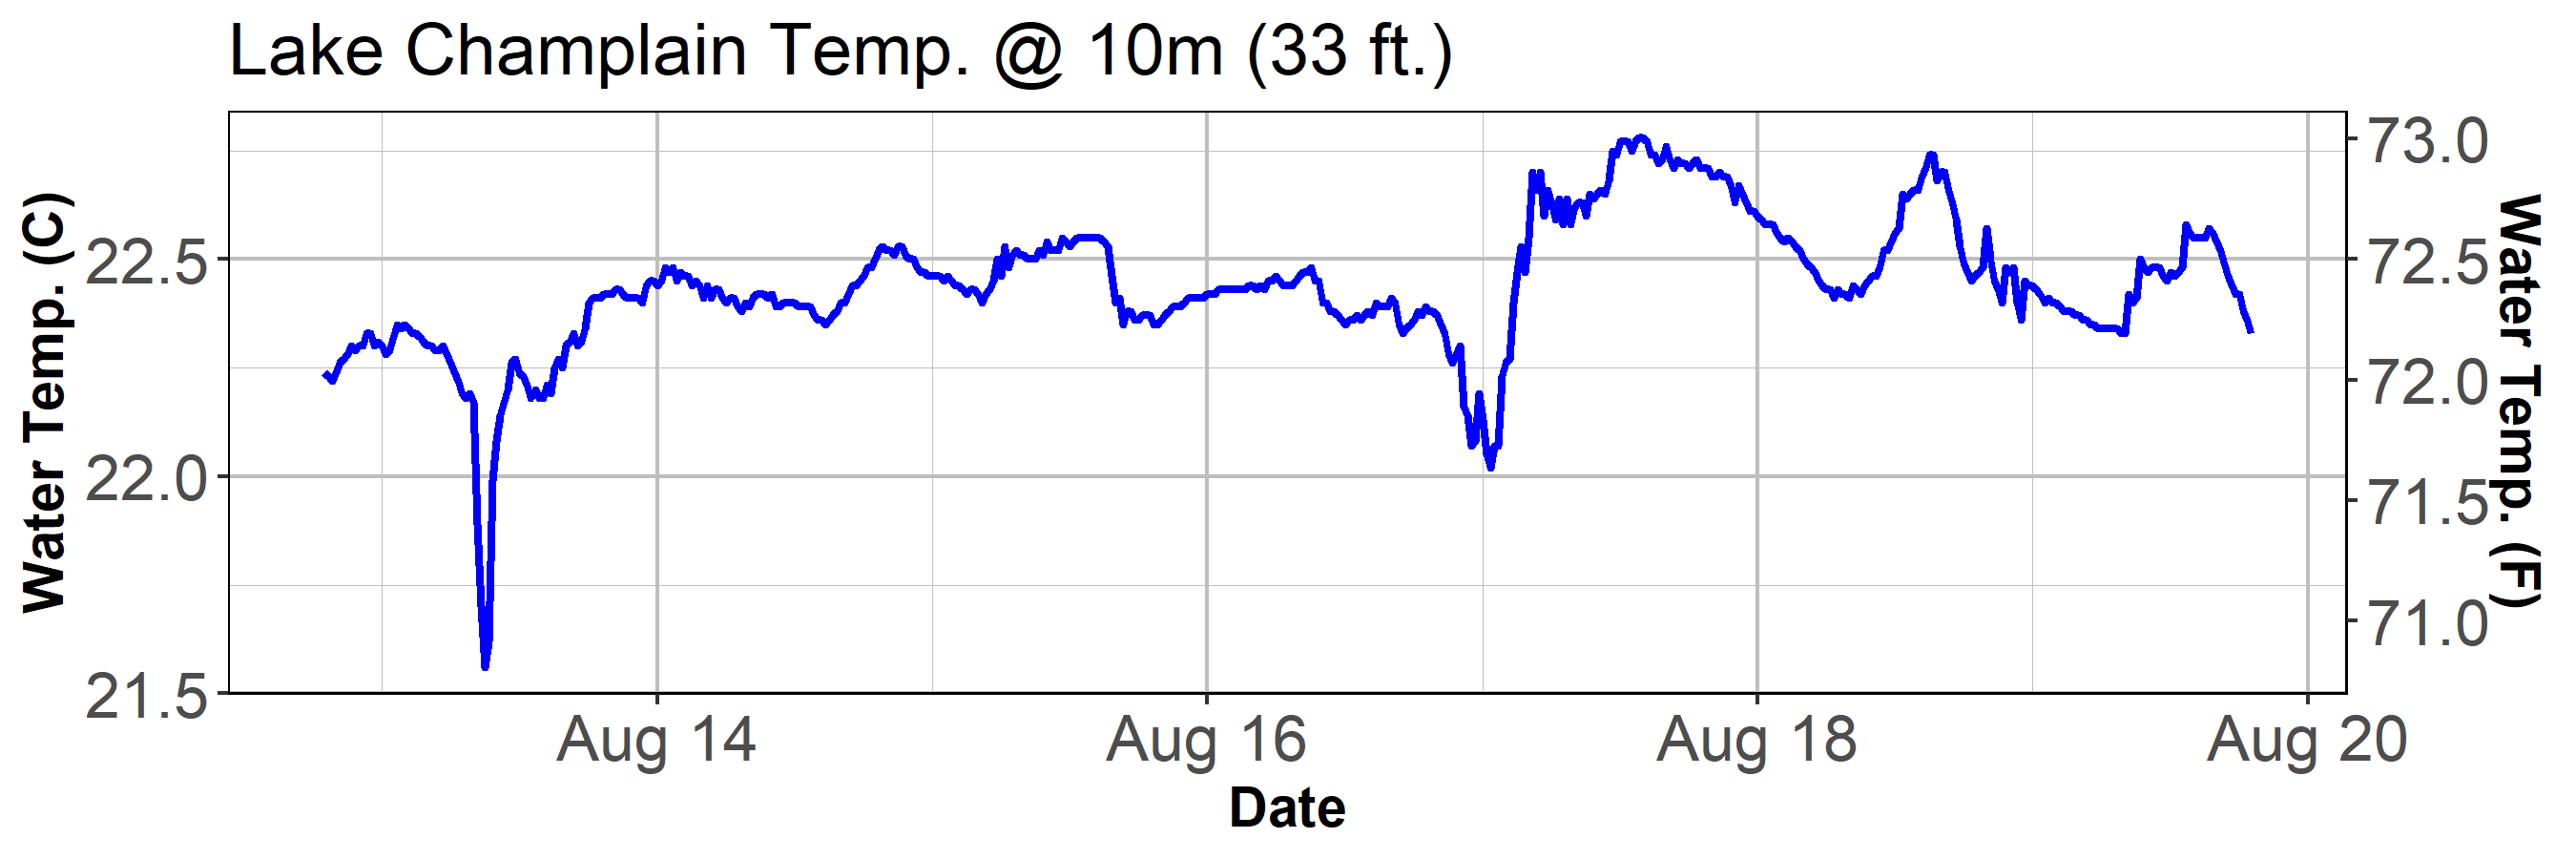 Lake Champlain Temp. @ 10m (33 ft.)
Water Temp. (C)
22.5
22.0
21.5
73.0
72.5
72.0
71.5
71.0
Water Temp. (F)
Aug 14
Aug 16
Aug 18
Aug 20
Date